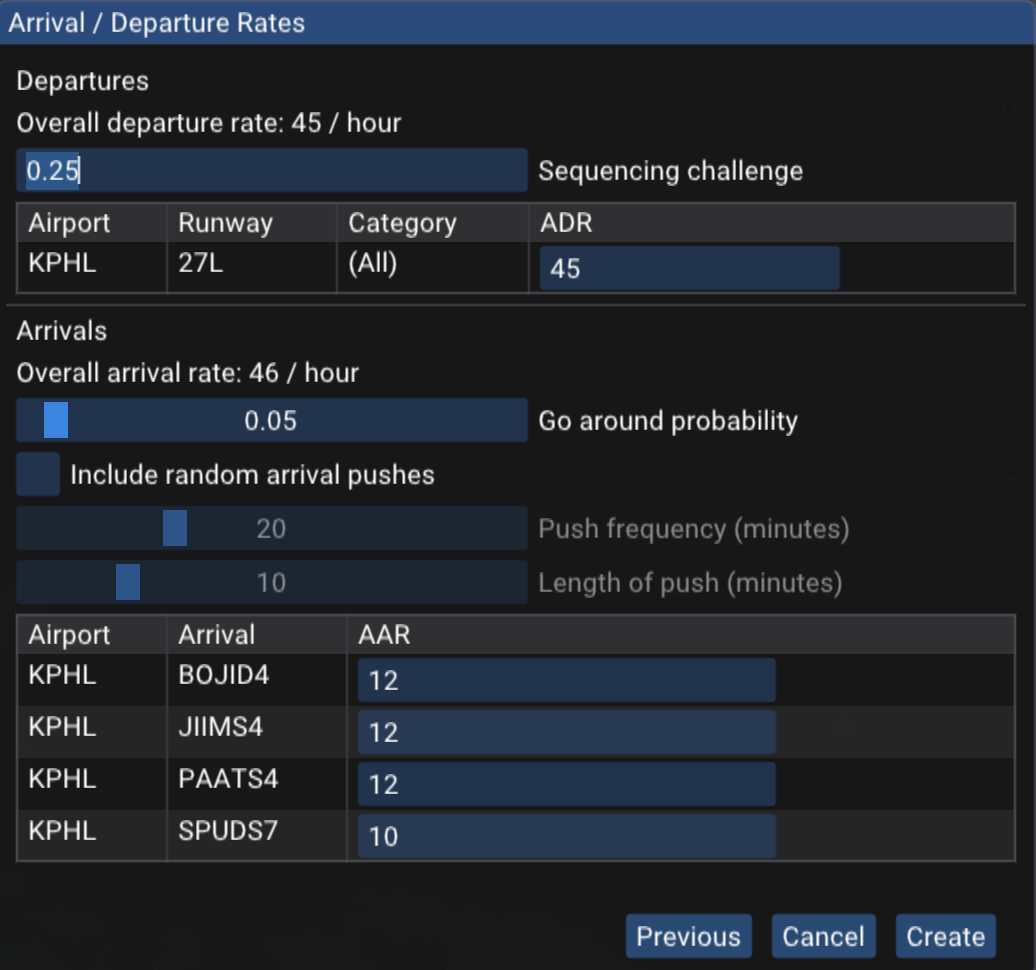 Arrival / Departure Rates
Departures
Overall departure rate: 45 / hour
0.25 Sequencing challenge
Airport Runway Category ADR
KPHL 27L (All) 45
Arrivals
Overall arrival rate: 46 / hour
0.05 Go around probability
Include random arrival pushes
20 Push frequency (minutes)
10 Length of push (minutes)
Airport Arrival AAR
KPHL BOJID4 12
KPHL JIIMS4 12
KPHL PAATS4 12
KPHL SPUDS7 10
Previous Cancel Create